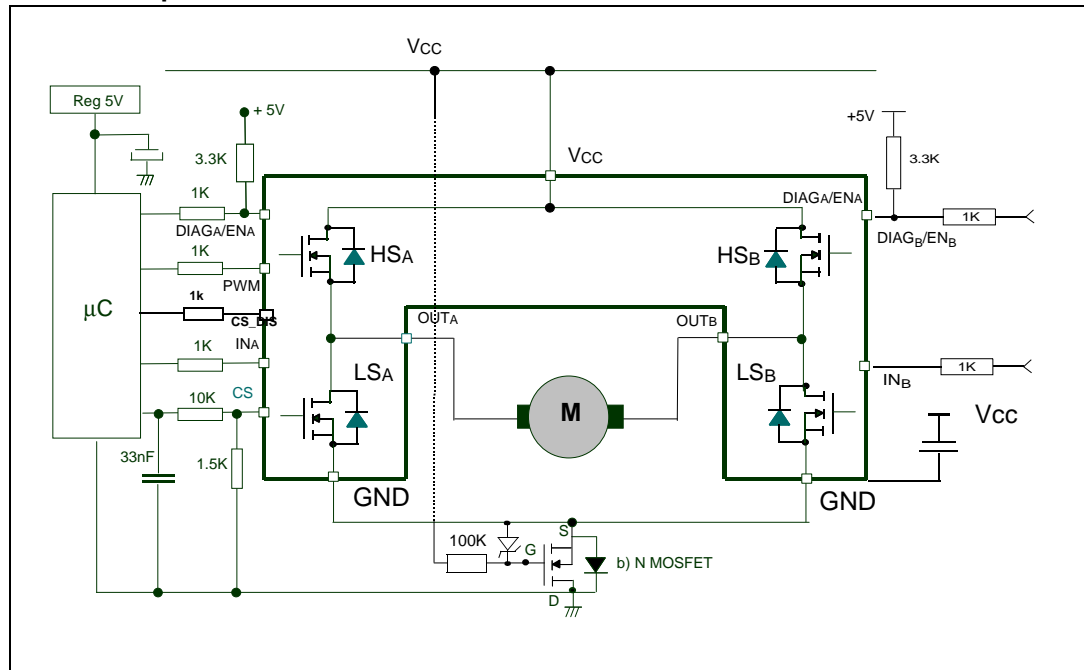 VCC
Reg 5V
+ 5V
+5V
3.3K
VCC
3.3K
1K
DIAGA/ENA
DIAGA/ENA
1K
DIAGB/ENB
HSA
HSB
1K
PWM
µC
1k
CS_DIS
OUTA
OUTB
INA
1K
LSA
LSB
1K
INB
CS
10K
M
VCC
33nF
1.5K
GND
GND
100K
G
S
D
b) N MOSFET